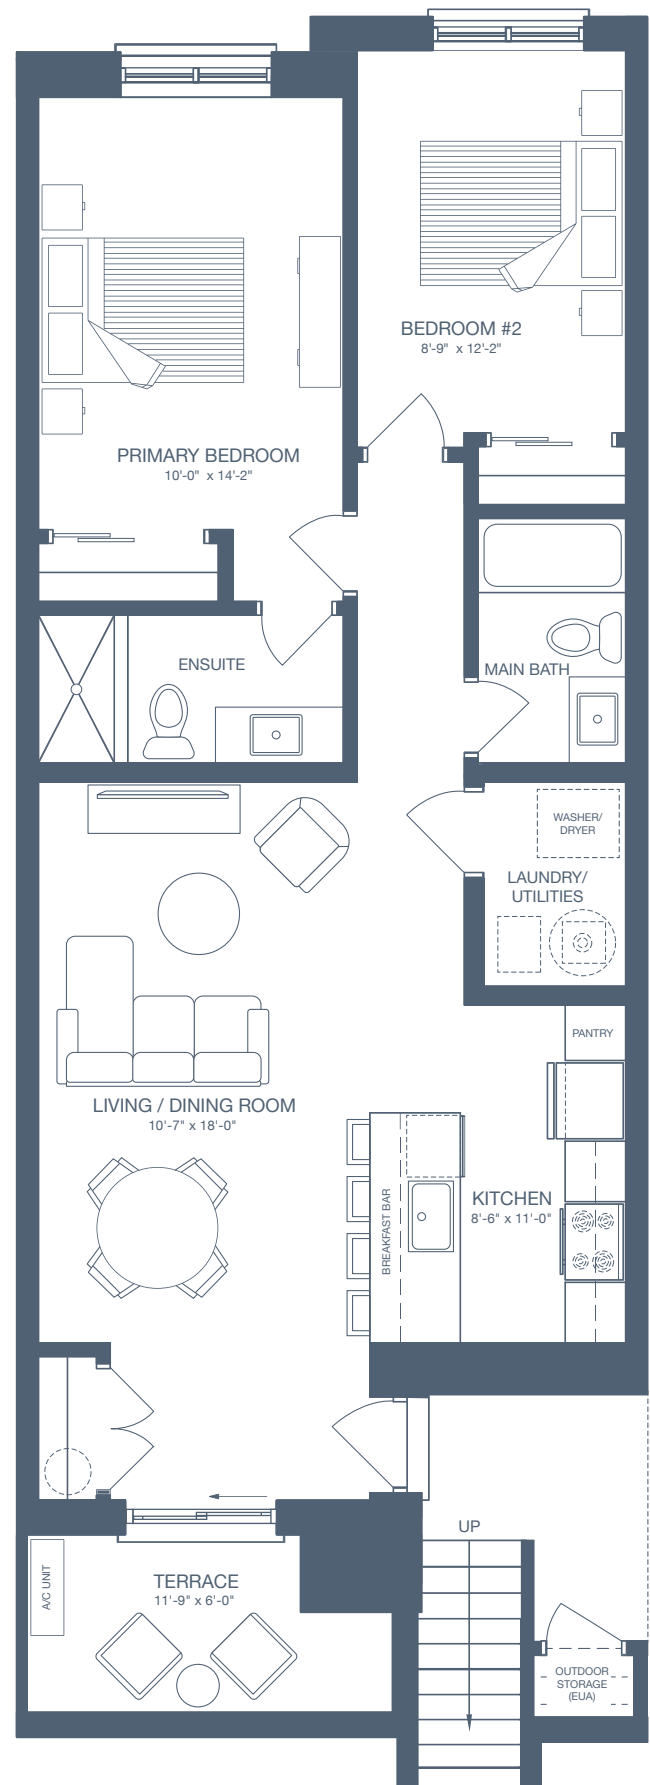 BEDROOM #2
8'-9" x 12'-2"
PRIMARY BEDROOM
10'-0" x 14'-2"
ENSUITE
MAIN BATH
WASHER/
DRYER
LAUNDRY/
UTILITIES
PANTRY
LIVING / DINING ROOM
10'-7" x 18'-0"
BREAKFAST BAR
KITCHEN
8'-6" x 11'-0"
UP
A/C UNIT
TERRACE
11'-9" x 6'-0"
OUTDOOR
STORAGE
(EUA)